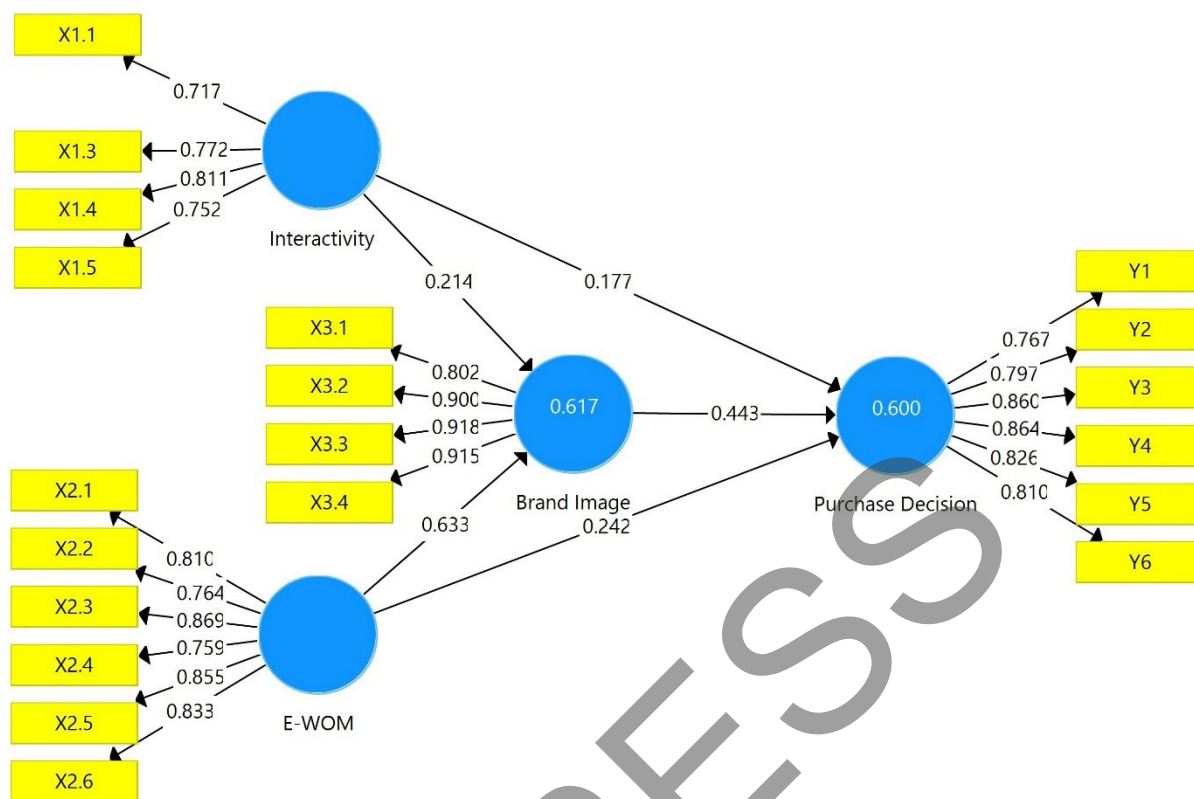 X1.1
0.717
X1.3
0.772
X1.4
0.811
X1.5
0.752
Interactivity
0.214
0.177
X3.1
0.802
X3.2
0.900
X3.3
0.918
X3.4
0.915
0.617
Brand Image
0.443
0.600
Purchase Decision
Y1
0.767
Y2
0.797
Y3
0.860
Y4
0.864
Y5
0.826
Y6
0.810
X2.1
0.810
X2.2
0.764
X2.3
0.869
X2.4
0.759
X2.5
0.855
X2.6
0.833
E-WOM
0.633
0.242
RESS